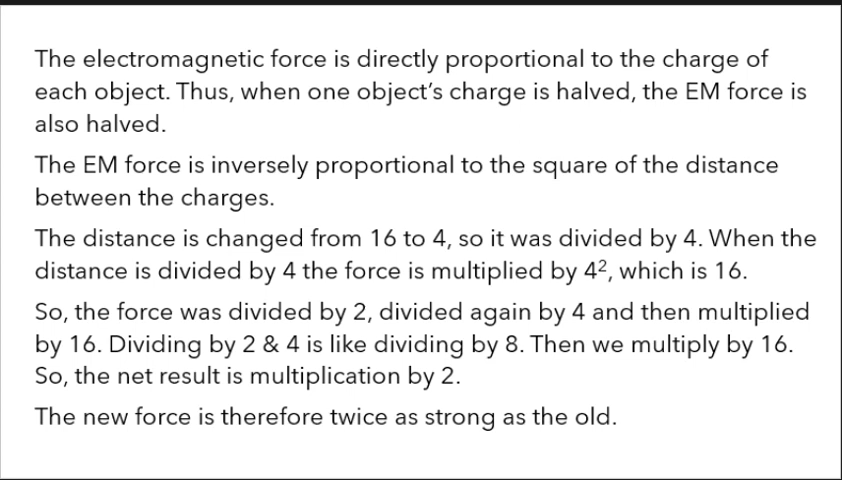 The electromagnetic force is directly proportional to the charge of
each object. Thus, when one object’s charge is halved, the EM force is
also halved.
The EM force is inversely proportional to the square of the distance
between the charges.
The distance is changed from 16 to 4, so it was divided by 4. When the
distance is divided by 4 the force is multiplied by 4², which is 16.
So, the force was divided by 2, divided again by 4 and then multiplied
by 16. Dividing by 2 & 4 is like dividing by 8. Then we multiply by 16.
So, the net result is multiplication by 2.
The new force is therefore twice as strong as the old.